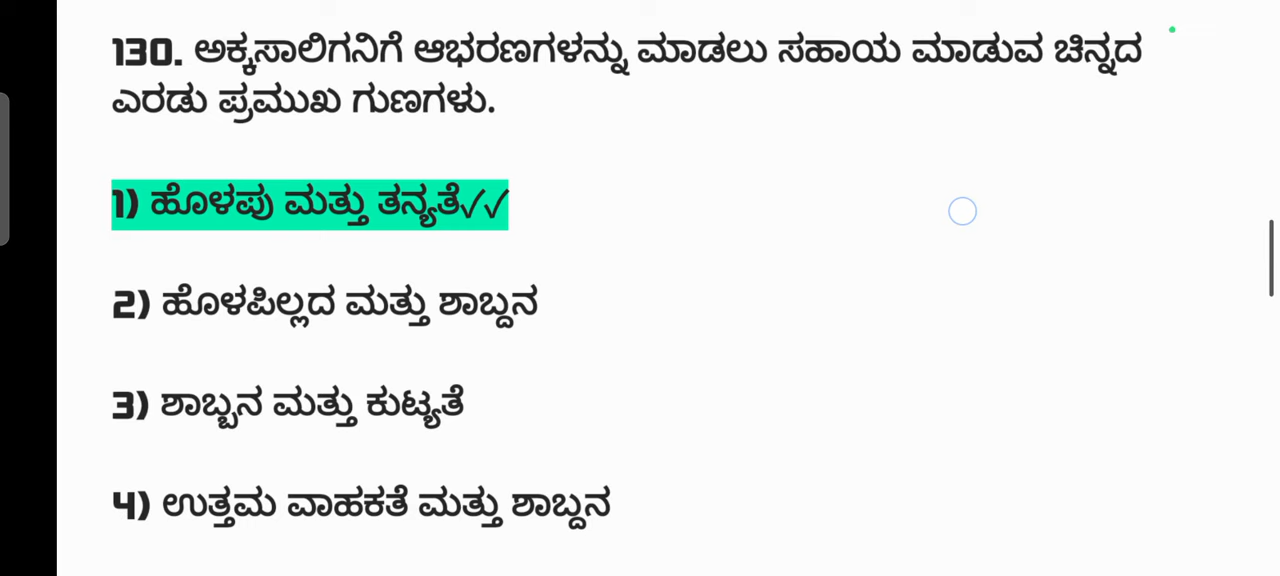 130. ಅಕ್ಕಸಾಲಿಗನಿಗೆ ಆಭರಣಗಳನ್ನು ಮಾಡಲು ಸಹಾಯ ಮಾಡುವ ಚಿನ್ನದ
ಎರಡು ಪ್ರಮುಖ ಗುಣಗಳು.
1) ಹೊಳಪು ಮತ್ತು ತನ್ಯತೆ✓✓
2) ಹೊಳಪಿಲ್ಲದ ಮತ್ತು ಶಾಬ್ದನ
3) ಶಾಬ್ಬನ ಮತ್ತು ಕುಟ್ಯತೆ
4) ಉತ್ತಮ ವಾಹಕತೆ ಮತ್ತು ಶಾಬ್ದನ